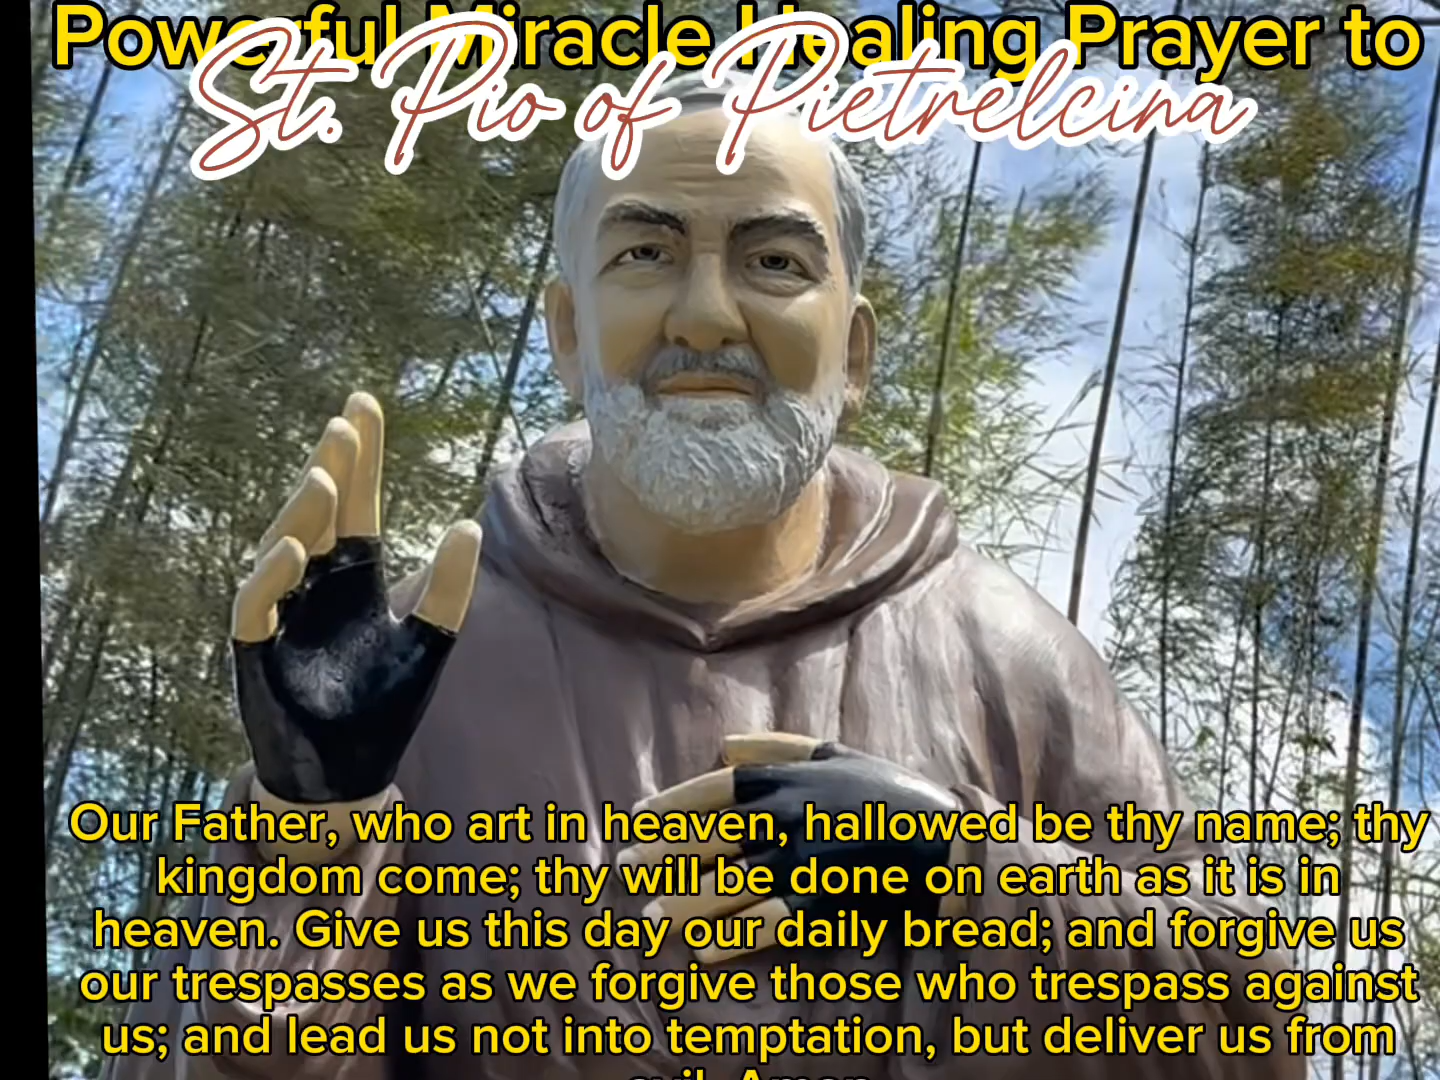 Powerful Miracle Healing Prayer to
St. Pio of Pietrelcina
Our Father, who art in heaven, hallowed be thy name; thy
kingdom come; thy will be done on earth as it is in
heaven. Give us this day our daily bread; and forgive us
our trespasses as we forgive those who trespass against
us; and lead us not into temptation, but deliver us from
evil. Amen.